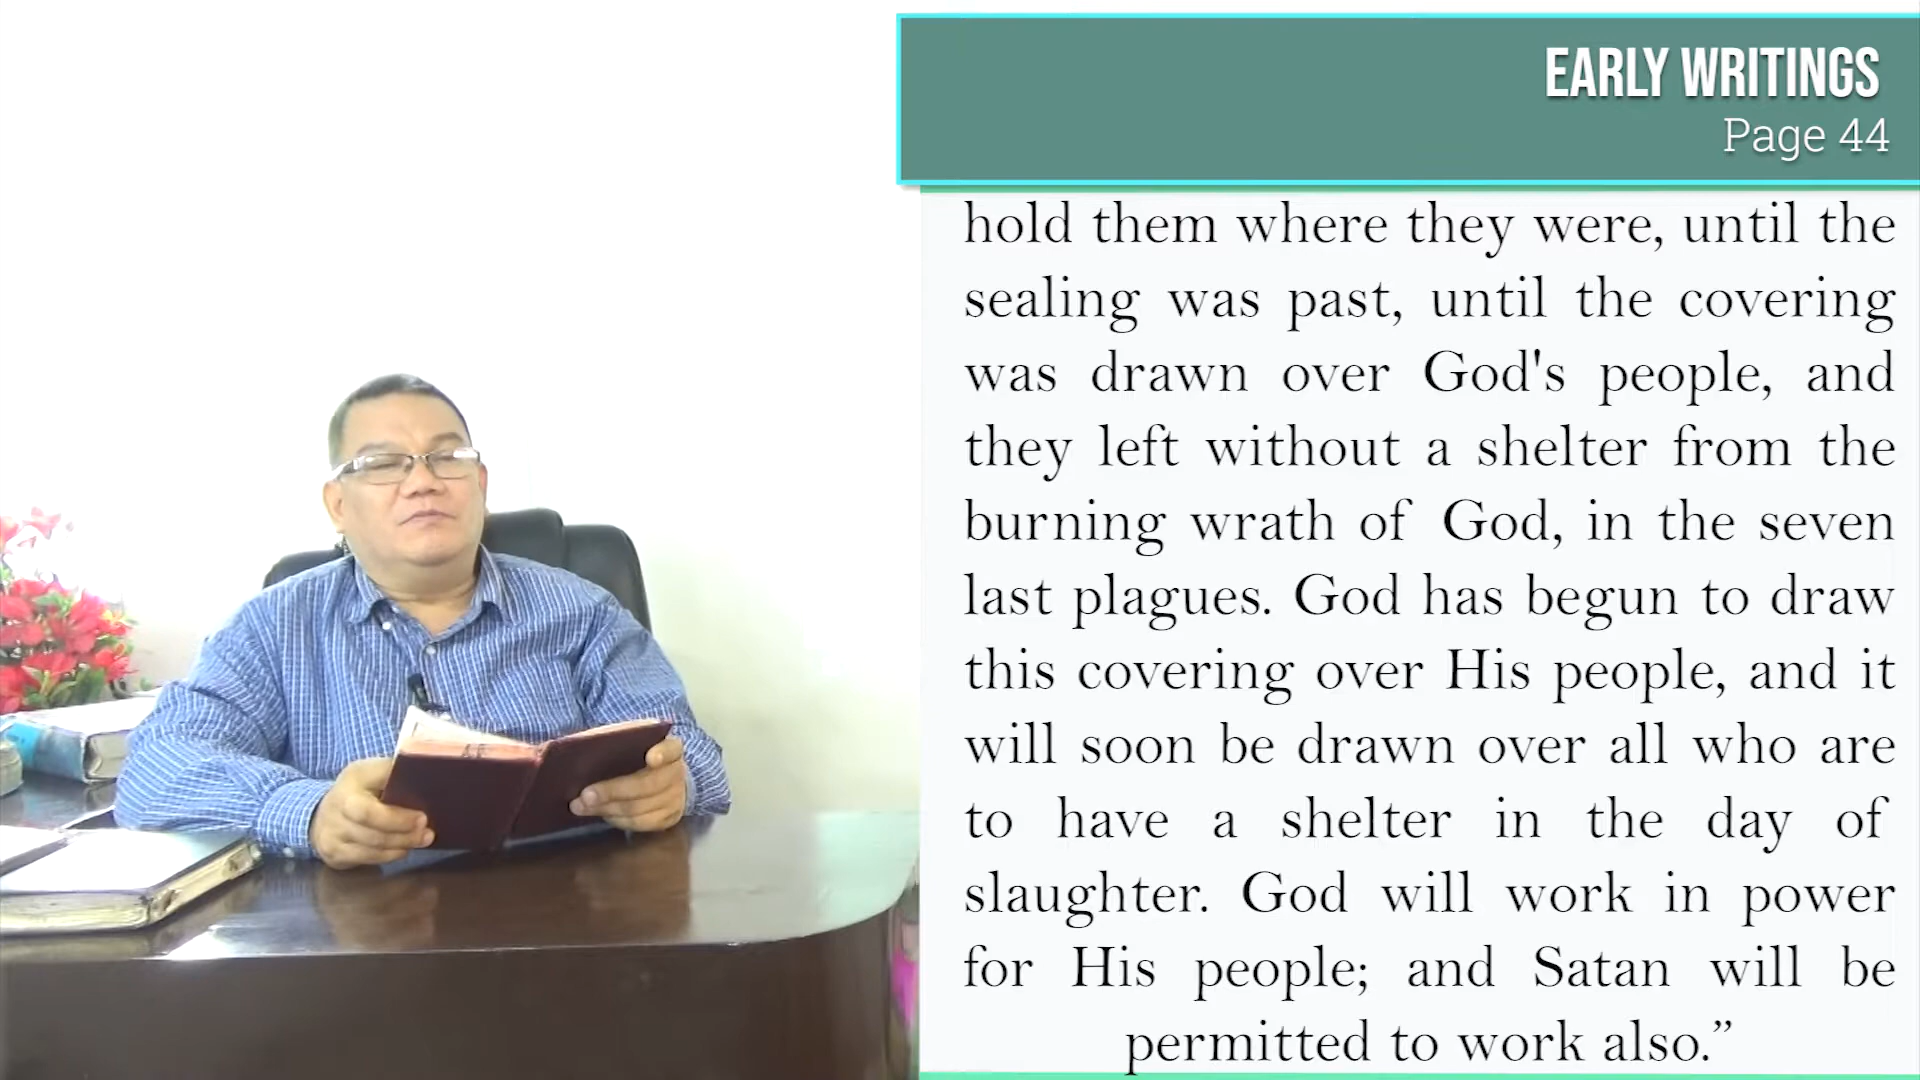 EARLY WRITINGS
Page 44
hold them where they were, until the
sealing was past, until the covering
was drawn over God's people, and
they left without a shelter from the
burning wrath of God, in the seven
last plagues. God has begun to draw
this covering over His people, and it
will soon be drawn over all who are
to have a shelter in the day of
slaughter. God will work in power
for His people; and Satan will be
permitted to work also.”